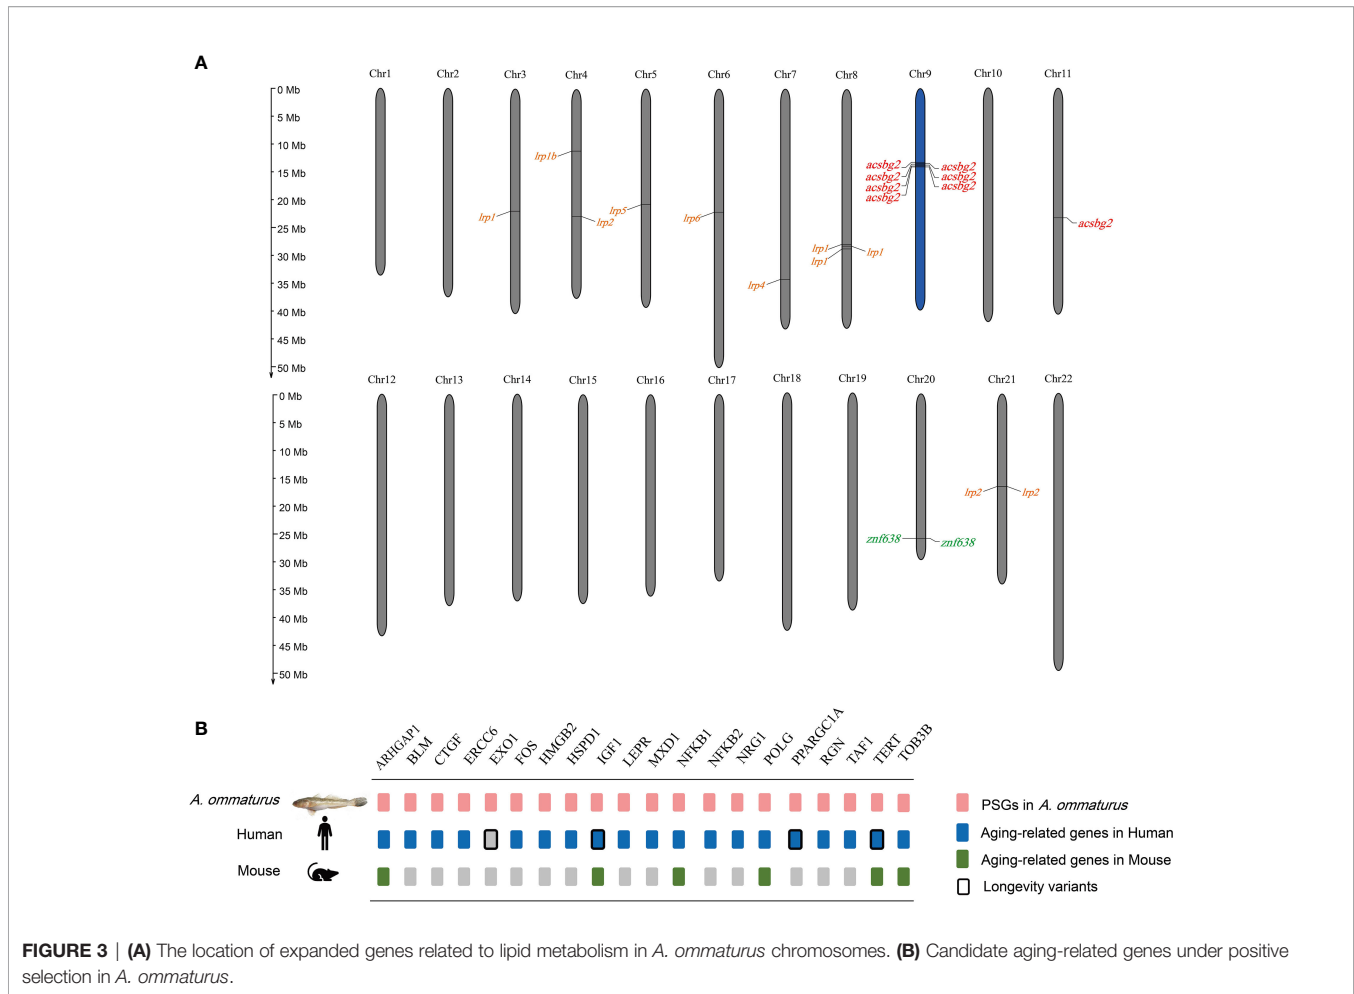 A
Chr1 Chr2 Chr3 Chr4 Chr5 Chr6 Chr7 Chr8 Chr9 Chr10 Chr11
0 Mb
5 Mb
10 Mb
15 Mb
20 Mb
25 Mb
30 Mb
35 Mb
40 Mb
45 Mb
50 Mb
lrp1
lrp1b
lrp2
lrp5
lrp6
lrp4
lrp1
lrp1
lrp1
acsbg2 acsbg2
acsbg2 acsbg2
acsbg2 acsbg2
acsbg2
acsbg2
Chr12 Chr13 Chr14 Chr15 Chr16 Chr17 Chr18 Chr19 Chr20 Chr21 Chr22
0 Mb
5 Mb
10 Mb
15 Mb
20 Mb
25 Mb
30 Mb
35 Mb
40 Mb
45 Mb
50 Mb
znf638 znf638
lrp2 lrp2
B
ARHGAP1 BLM CTGF ERCC6 EXO1 FOS HMGB2 HSPD1 IGF1 LEPR MXD1 NFKB1 NFKB2 NRG1 POLG PPARGC1A RGN TAF1 TERT TOB3B
A. ommaturus
Human
Mouse
PSGs in A. ommaturus
Aging-related genes in Human
Aging-related genes in Mouse
Longevity variants
FIGURE 3 | (A) The location of expanded genes related to lipid metabolism in A. ommaturus chromosomes. (B) Candidate aging-related genes under positive
selection in A. ommaturus.